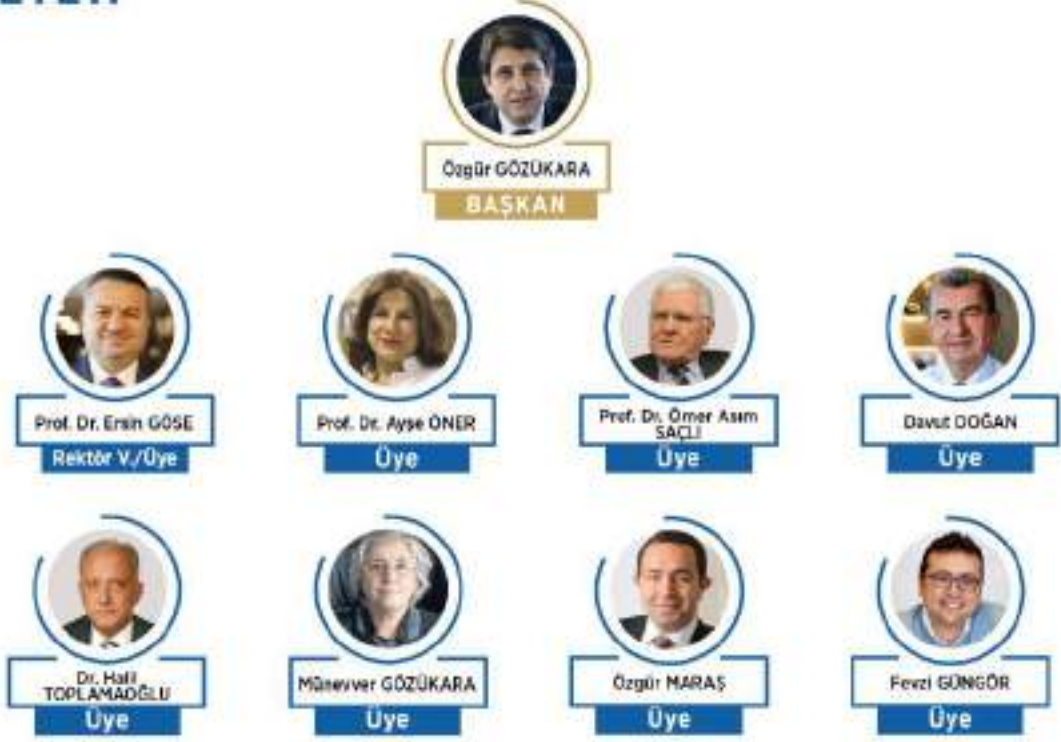 Özgür GÖZÜKARA
BAŞKAN
Prof. Dr. Ersin GÖSE
Rektör V./Üye
Prof. Dr. Ayşe ÖNER
Üye
Prof. Dr. Ömer Asım
SAÇLI
Üye
Davut DOĞAN
Üye
Dr. Halil
TOPLAMAOĞLU
Üye
Münevver GÖZÜKARA
Üye
Özgür MARAŞ
Üye
Fevzi GÜNGÖR
Üye